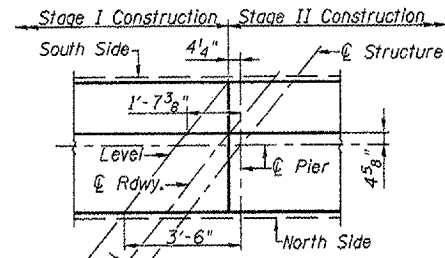 Stage I Construction Stage II Construction
South Side
4¼"
℄ Structure
1'-7⅜"
Level
℄ Rdwy.
℄ Pier
4⅝"
3'-6"
North Side